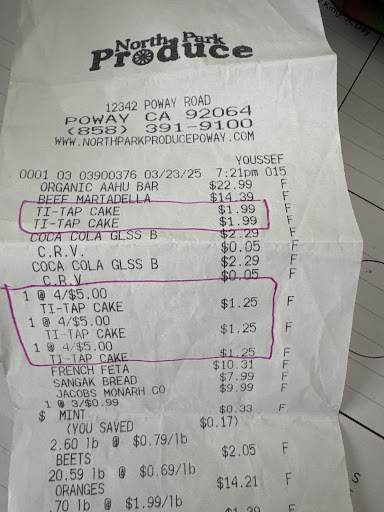 North Park
Produce
12342 POWAY ROAD
POWAY CA 92064
(858) 391-9100
WWW.NORTHPARKPRODUCEPOWAY.COM
YOUSSEF
0001 03 03900376 03/23/25 7:21pm 015
ORGANIC AAHU BAR $22.99 F
BEEF MARTADELLA $14.39 F
TI-TAP CAKE $1.99 F
TI-TAP CAKE $1.99 F
COCA COLA GLSS B $2.29 F
C.R.V. $0.05 F
COCA COLA GLSS B $2.29 F
C.R.V. $0.05 F
1 @ 4/$5.00
TI-TAP CAKE $1.25 F
1 @ 4/$5.00
TI-TAP CAKE $1.25 F
1 @ 4/$5.00
TI-TAP CAKE $1.25 F
FRENCH FETA $10.31 F
SANGAK BREAD $7.99 F
JACOBS MONARH CO $9.99 F
1 @ 3/$0.99
$ MINT $0.33 F
(YOU SAVED $0.17)
2.60 lb @ $0.79/lb
BEETS $2.05 F
20.59 lb @ $0.69/lb
ORANGES $14.21 F
.70 lb @ $1.99/lb